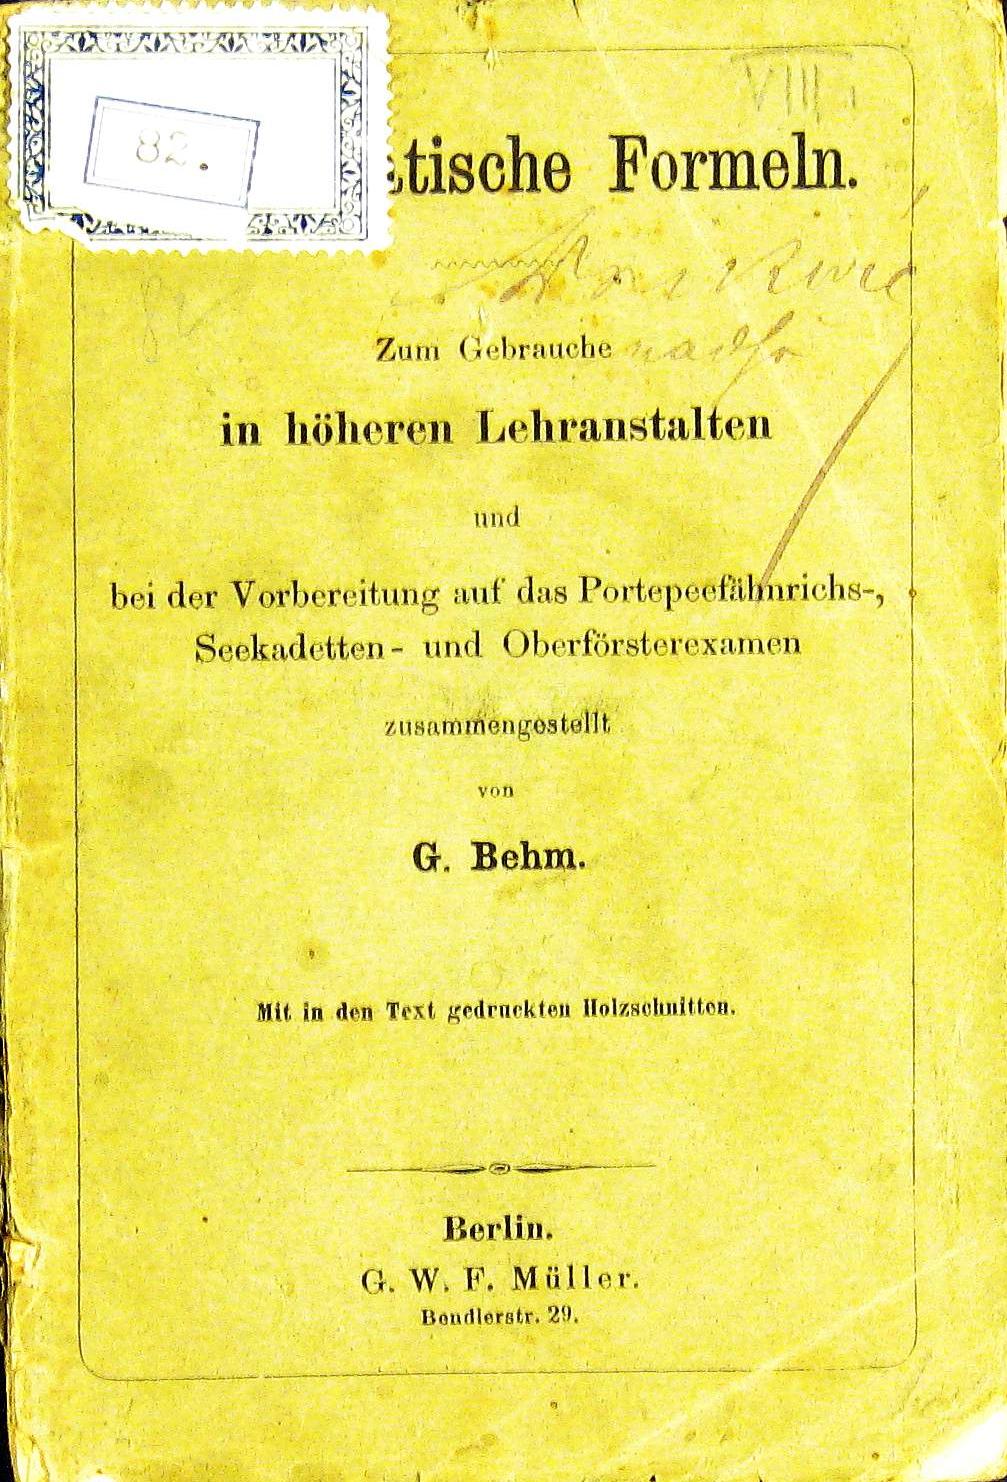 82.
VIII
tische Formeln.
Zum Gebrauche
in höheren Lehranstalten
und
bei der Vorbereitung auf das Portepeefähnrichs-,
Seekadetten- und Oberförsterexamen
zusammengestellt
von
G. Behm.
Mit in den Text gedruckten Holzschnitten.
Berlin.
G. W. F. Müller.
Bendlerstr. 29.